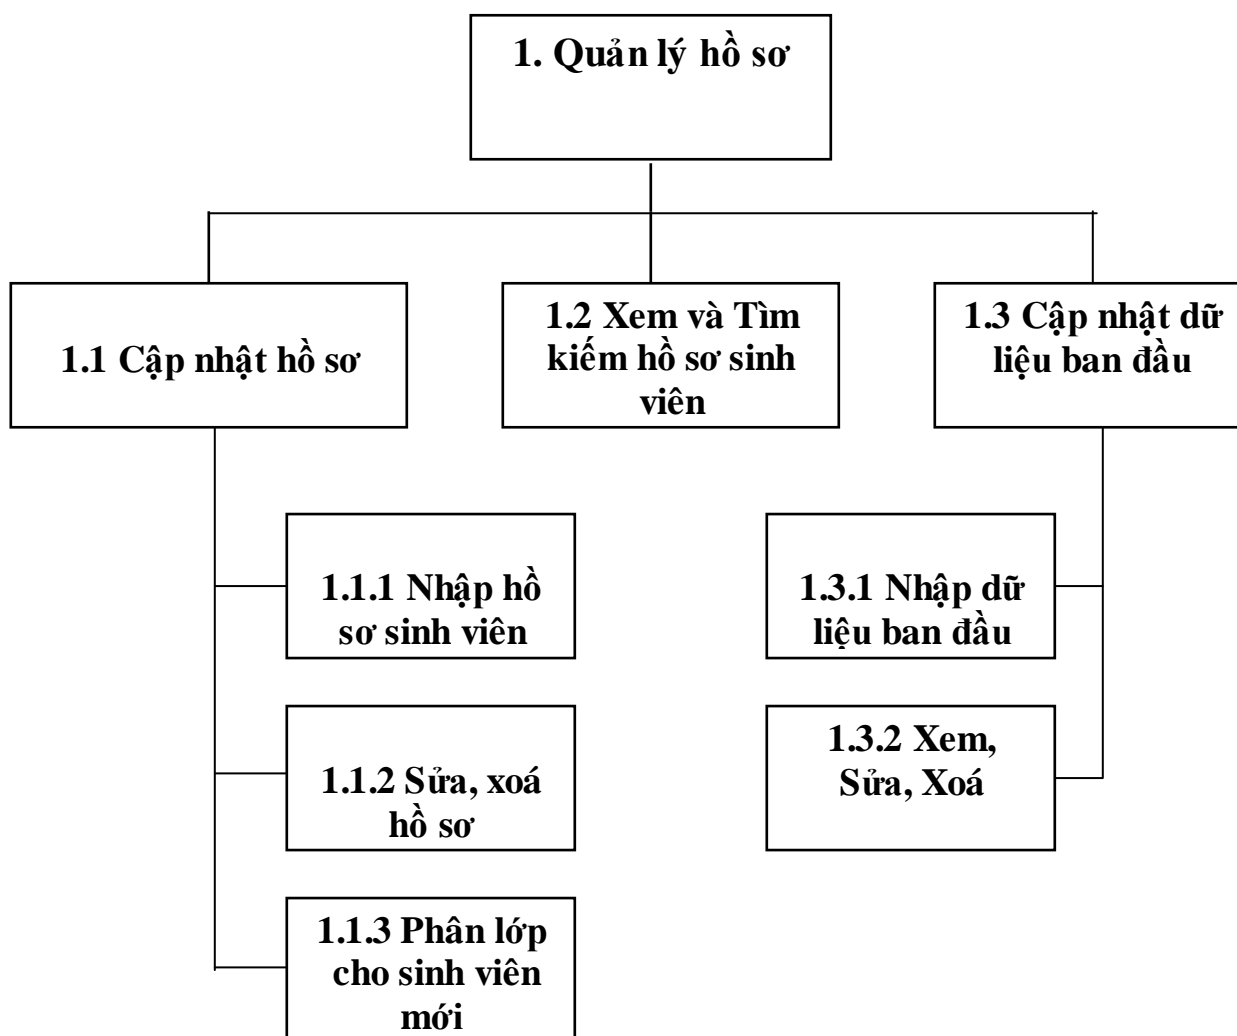 1. Quản lý hồ sơ
1.1 Cập nhật hồ sơ
1.2 Xem và Tìm
kiếm hồ sơ sinh
viên
1.3 Cập nhật dữ
liệu ban đầu
1.1.1 Nhập hồ
sơ sinh viên
1.1.2 Sửa, xoá
hồ sơ
1.1.3 Phân lớp
cho sinh viên
mới
1.3.1 Nhập dữ
liệu ban đầu
1.3.2 Xem,
Sửa, Xoá